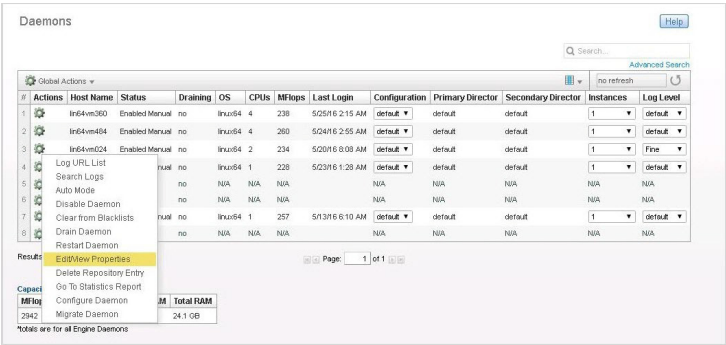 Daemons
Help
Search...
Advanced Search
Global Actions
no refresh
# Actions Host Name Status Draining OS CPUs MFlops Last Login Configuration Primary Director Secondary Director Instances Log Level
1 lin64vm360 Enabled Manual no linux64 4 238 5/25/16 2:15 AM default default default 1 default
2 lin64vm484 Enabled Manual no linux64 4 260 5/24/16 2:55 AM default default default 1 default
3 lin64vm024 Enabled Manual no linux64 2 234 5/20/16 8:08 AM default default default 1 Fine
4 nual no linux64 1 228 5/23/16 1:28 AM default default default 1 default
5 no N/A N/A N/A N/A N/A N/A N/A
6 no N/A N/A N/A N/A N/A N/A N/A
7 nual no linux64 1 257 5/13/16 6:10 AM default default default 1 default
8 no N/A N/A N/A N/A N/A N/A N/A
Log URL List
Search Logs
Auto Mode
Disable Daemon
Clear from Blacklists
Drain Daemon
Restart Daemon
Edit/View Properties
Delete Repository Entry
Go To Statistics Report
Configure Daemon
Migrate Daemon
Results
Page: 1 of 1
Capaci
MFlop M Total RAM
2942 24.1 GB
*totals are for all Engine Daemons